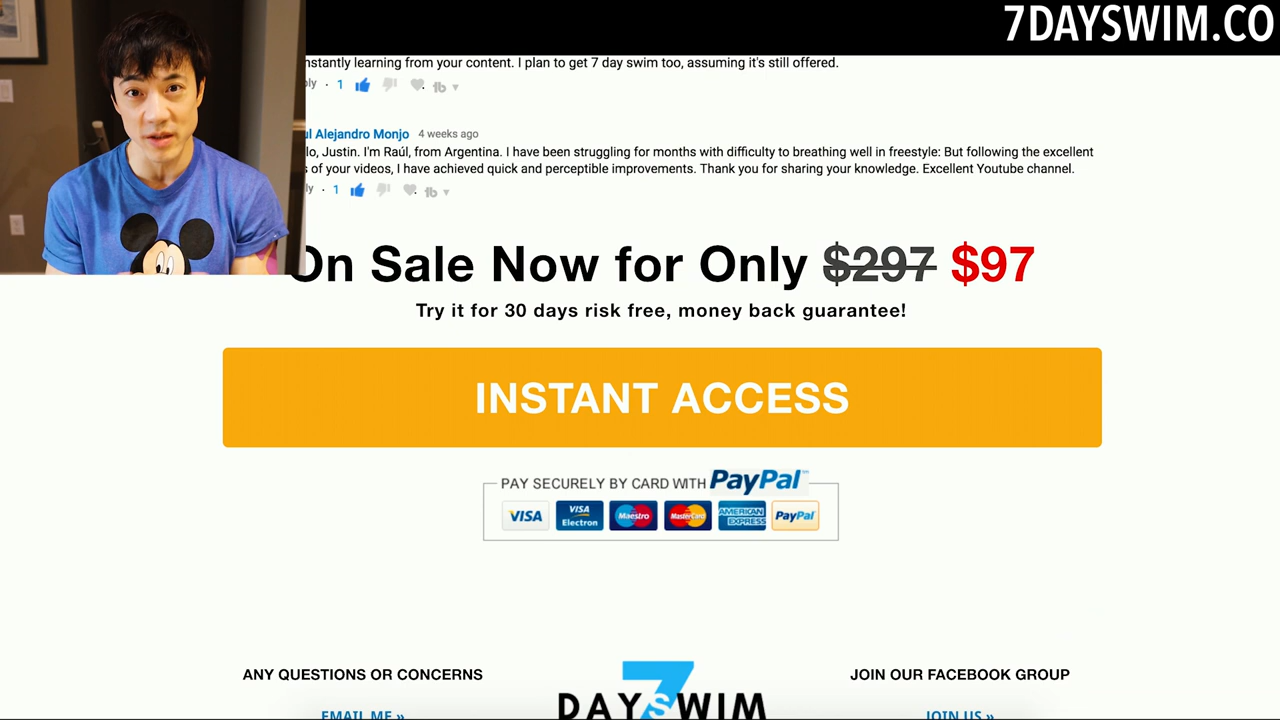 7DAYSWIM.CO
nstantly learning from your content. I plan to get 7 day swim too, assuming it's still offered.
ply · 1
ul Alejandro Monjo 4 weeks ago
lo, Justin. I'm Raúl, from Argentina. I have been struggling for months with difficulty to breathing well in freestyle: But following the excellent
s of your videos, I have achieved quick and perceptible improvements. Thank you for sharing your knowledge. Excellent Youtube channel.
ly · 1
On Sale Now for Only $297 $97
Try it for 30 days risk free, money back guarantee!
INSTANT ACCESS
PAY SECURELY BY CARD WITH PayPal
VISA VISA Electron Maestro MasterCard AMERICAN EXPRESS PayPal
ANY QUESTIONS OR CONCERNS
EMAIL ME »
7
DAY SWIM
JOIN OUR FACEBOOK GROUP
JOIN US »